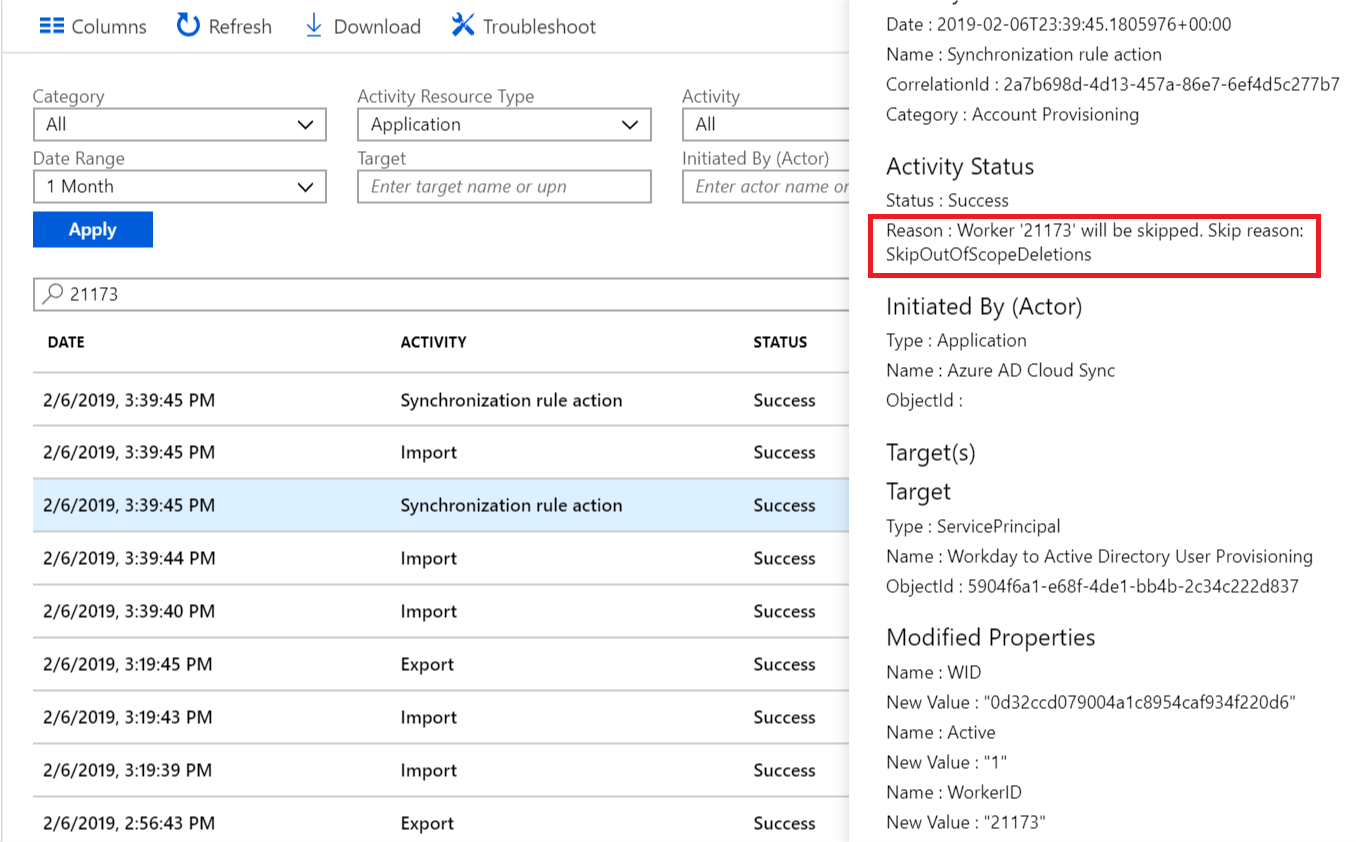 Columns Refresh Download Troubleshoot
Category Activity Resource Type Activity
All Application All
Date Range Target Initiated By (Actor)
1 Month Enter target name or upn Enter actor name or
Apply
21173
DATE ACTIVITY STATUS
2/6/2019, 3:39:45 PM Synchronization rule action Success
2/6/2019, 3:39:45 PM Import Success
2/6/2019, 3:39:45 PM Synchronization rule action Success
2/6/2019, 3:39:44 PM Import Success
2/6/2019, 3:39:40 PM Import Success
2/6/2019, 3:19:45 PM Export Success
2/6/2019, 3:19:43 PM Import Success
2/6/2019, 3:19:39 PM Import Success
2/6/2019, 2:56:43 PM Export Success
Date : 2019-02-06T23:39:45.1805976+00:00
Name : Synchronization rule action
CorrelationId : 2a7b698d-4d13-457a-86e7-6ef4d5c277b7
Category : Account Provisioning
Activity Status
Status : Success
Reason : Worker '21173' will be skipped. Skip reason:
SkipOutOfScopeDeletions
Initiated By (Actor)
Type : Application
Name : Azure AD Cloud Sync
ObjectId :
Target(s)
Target
Type : ServicePrincipal
Name : Workday to Active Directory User Provisioning
ObjectId : 5904f6a1-e68f-4de1-bb4b-2c34c222d837
Modified Properties
Name : WID
New Value : "0d32ccd079004a1c8954caf934f220d6"
Name : Active
New Value : "1"
Name : WorkerID
New Value : "21173"